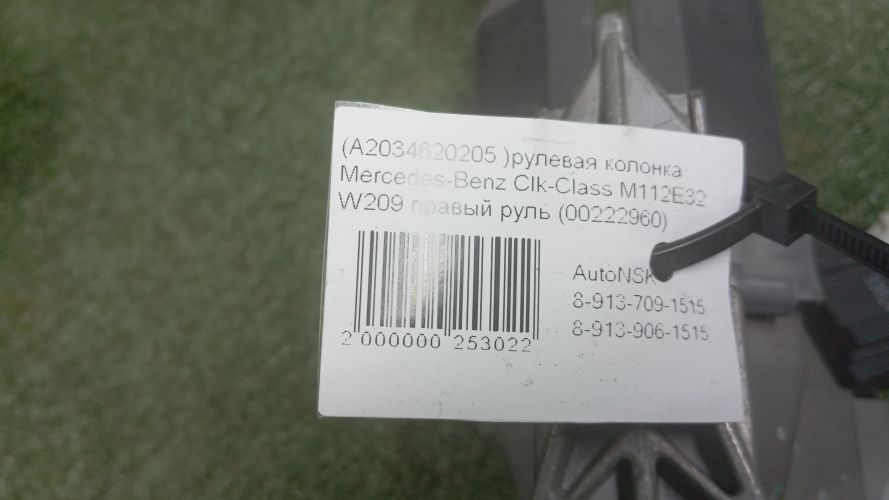 (A2034620205 )рулевая колонка
Mercedes-Benz Clk-Class M112E32
W209 правый руль (00222960)
AutoNSK
8-913-709-1515
8-913-906-1515
2 000000 253022